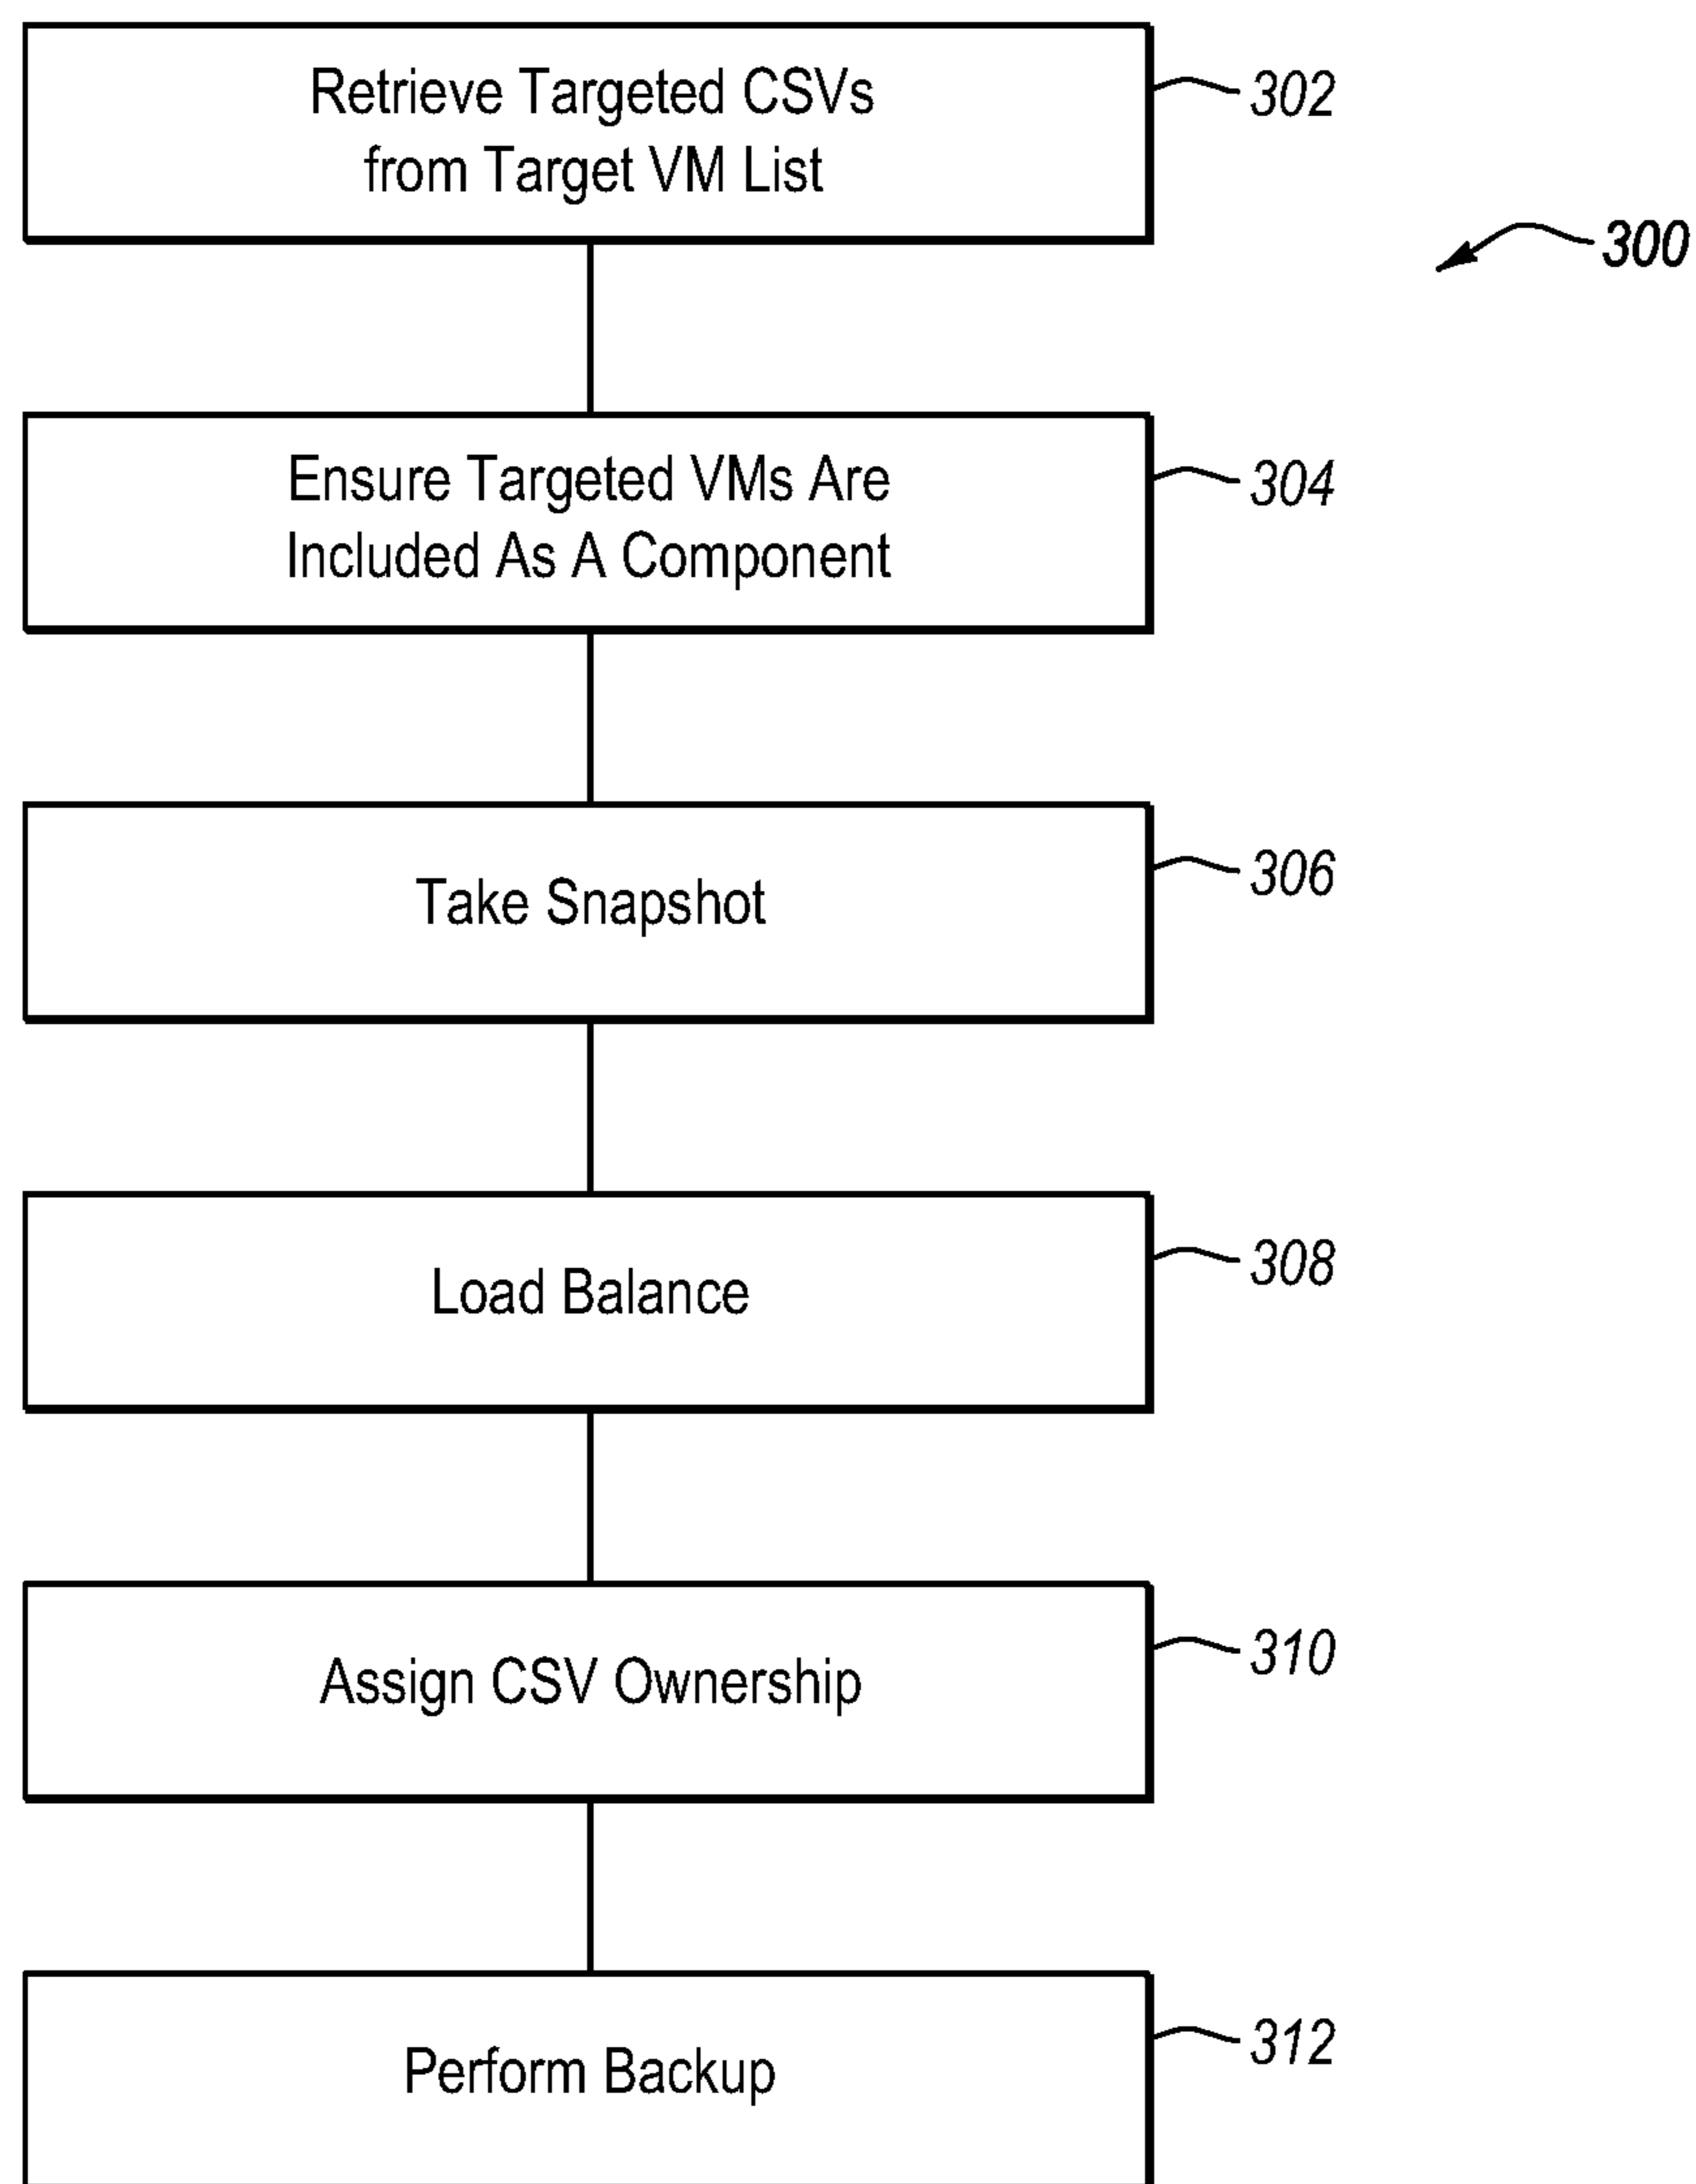 Retrieve Targeted CSVs
from Target VM List
302
300
Ensure Targeted VMs Are
Included As A Component
304
Take Snapshot
306
Load Balance
308
Assign CSV Ownership
310
Perform Backup
312